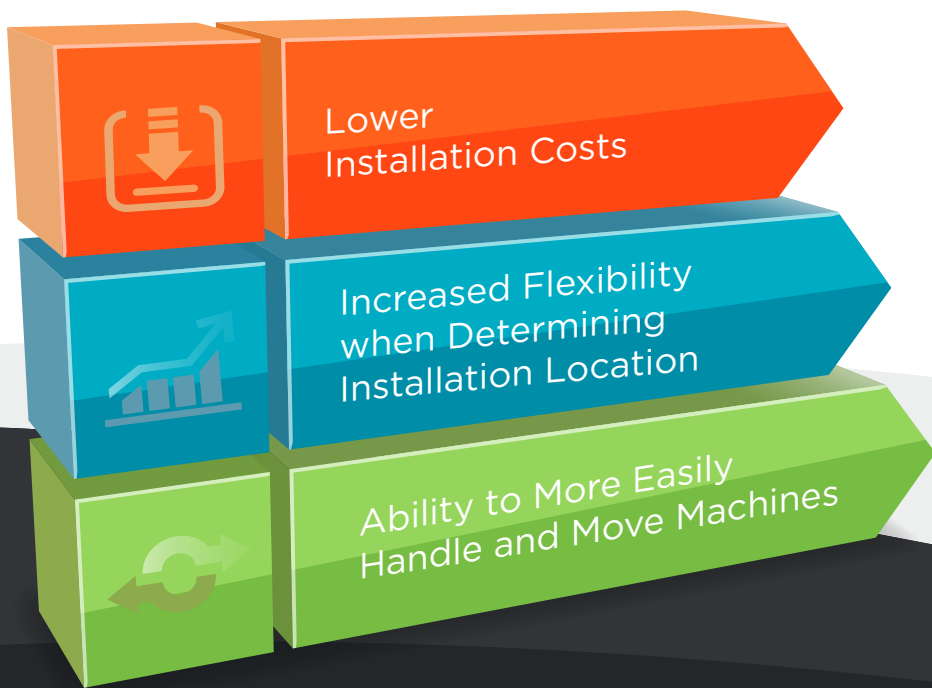 Lower
Installation Costs
Increased Flexibility
when Determining
Installation Location
Ability to More Easily
Handle and Move Machines